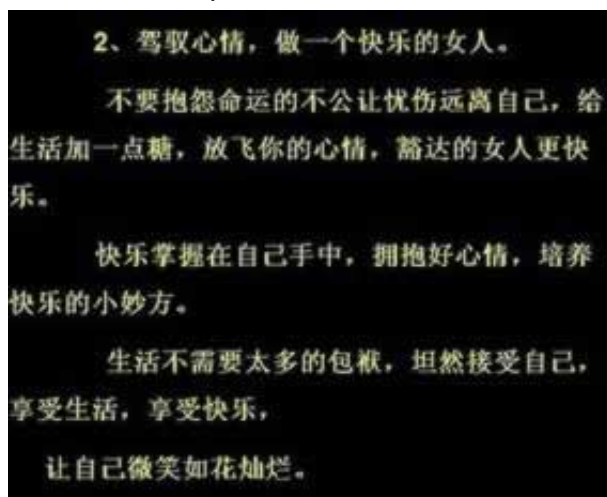 2、驾驭心情，做一个快乐的女人。
不要抱怨命运的不公让忧伤远离自己，给
生活加一点糖，放飞你的心情，豁达的女人更快
乐。
快乐掌握在自己手中，拥抱好心情，培养
快乐的小妙方。
生活不需要太多的包袱，坦然接受自己，
享受生活，享受快乐，
让自己微笑如花灿烂。